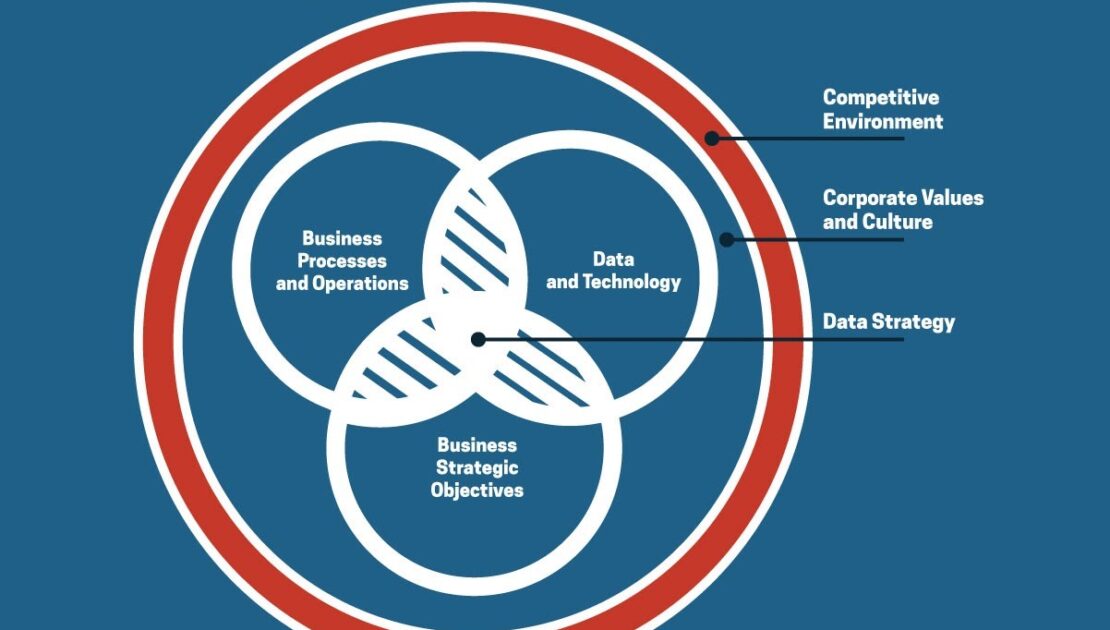 Competitive
Environment
Corporate Values
and Culture
Business
Processes
and Operations
Data
and Technology
Data Strategy
Business
Strategic
Objectives